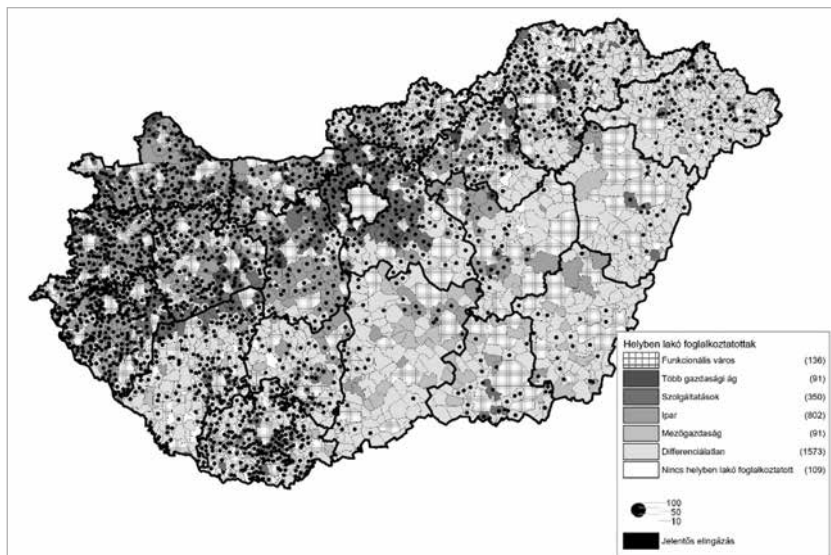 Helyben lakó foglalkoztatottak
Funkcionális város (136)
Több gazdasági ág (91)
Szolgáltatások (350)
Ipar (802)
Mezőgazdaság (91)
Differenciálatlan (1573)
Nincs helyben lakó foglalkoztatott (109)
100
50
10
Jelentős elingázás